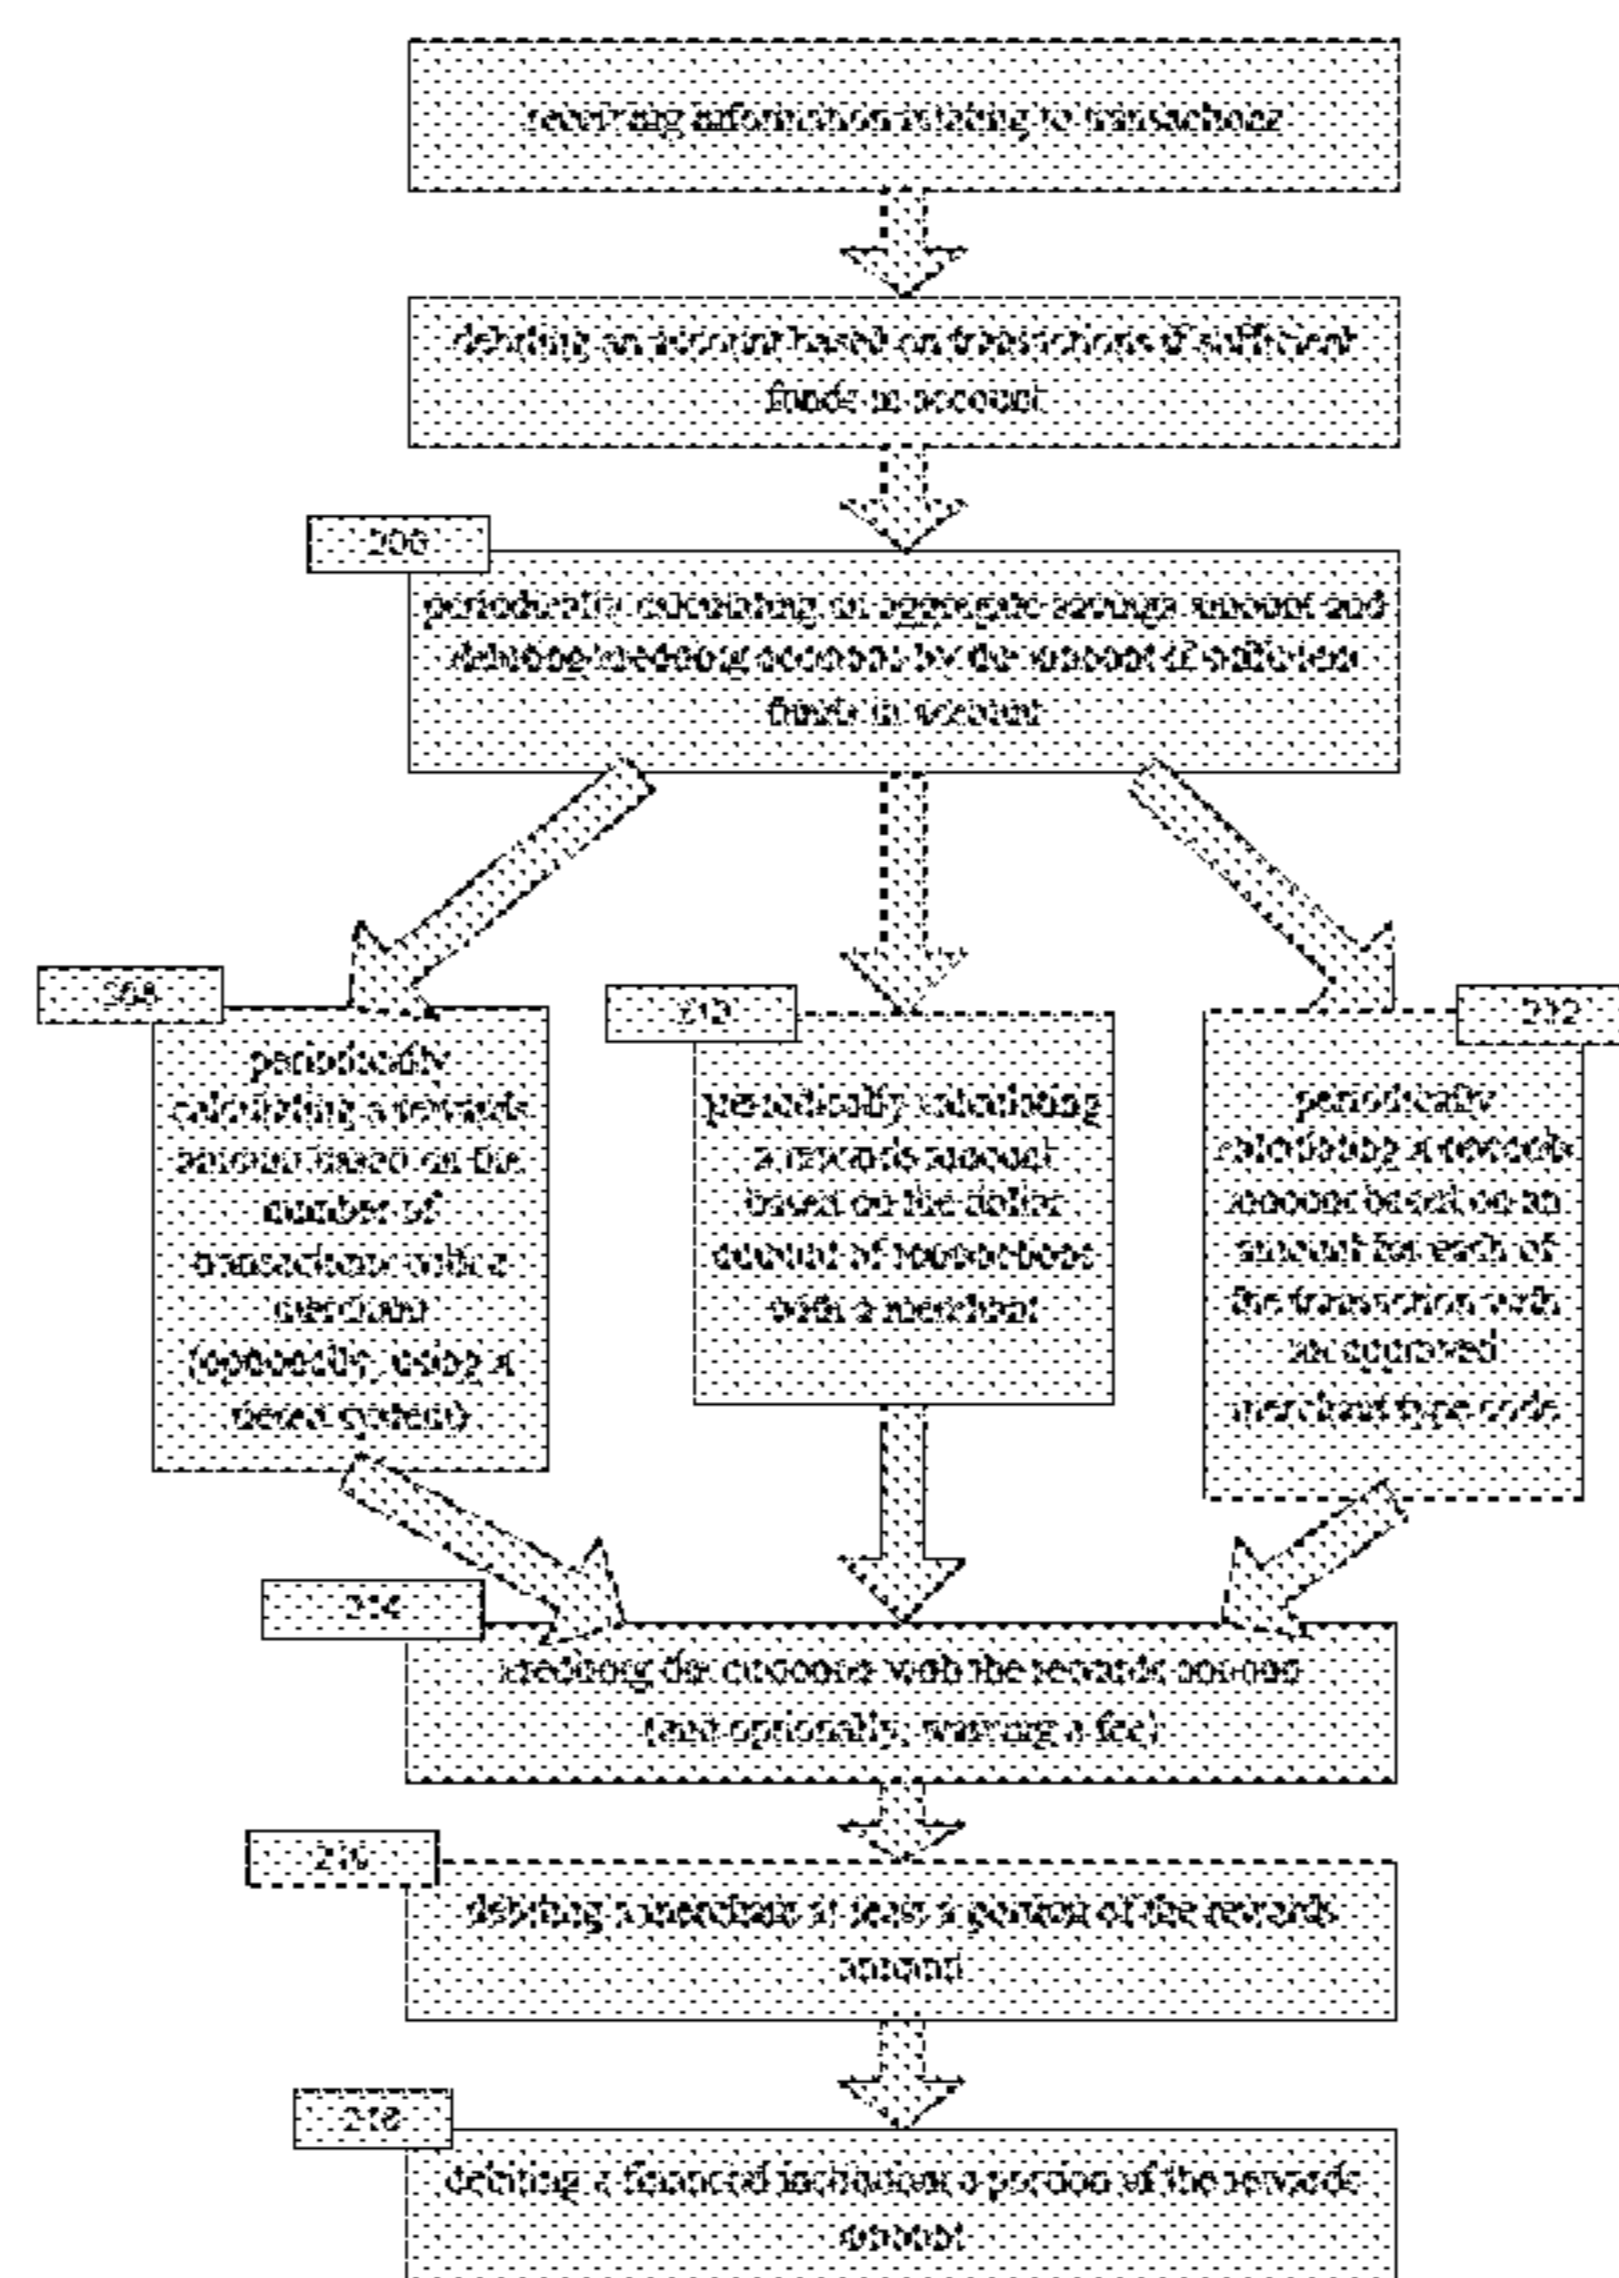 receiving information relating to transactions
debiting an account based on transactions if sufficient
funds in account
206
periodically calculating an aggregate savings amount and
debiting/crediting accounts by the amount if sufficient
funds in account
208
periodically
calculating a rewards
amount based on the
number of
transactions with a
merchant
(optionally, using a
tiered system)
periodically calculating
a rewards amount
based on the dollar
amount of transactions
with a merchant
212
periodically
calculating a rewards
amount based on an
amount for each of
the transaction with
an approved
merchant type code
214
crediting the customer with the rewards amount
(and optionally, waiving a fee)
216
debiting a merchant at least a portion of the rewards
amount
218
debiting a financial institution a portion of the rewards
amount